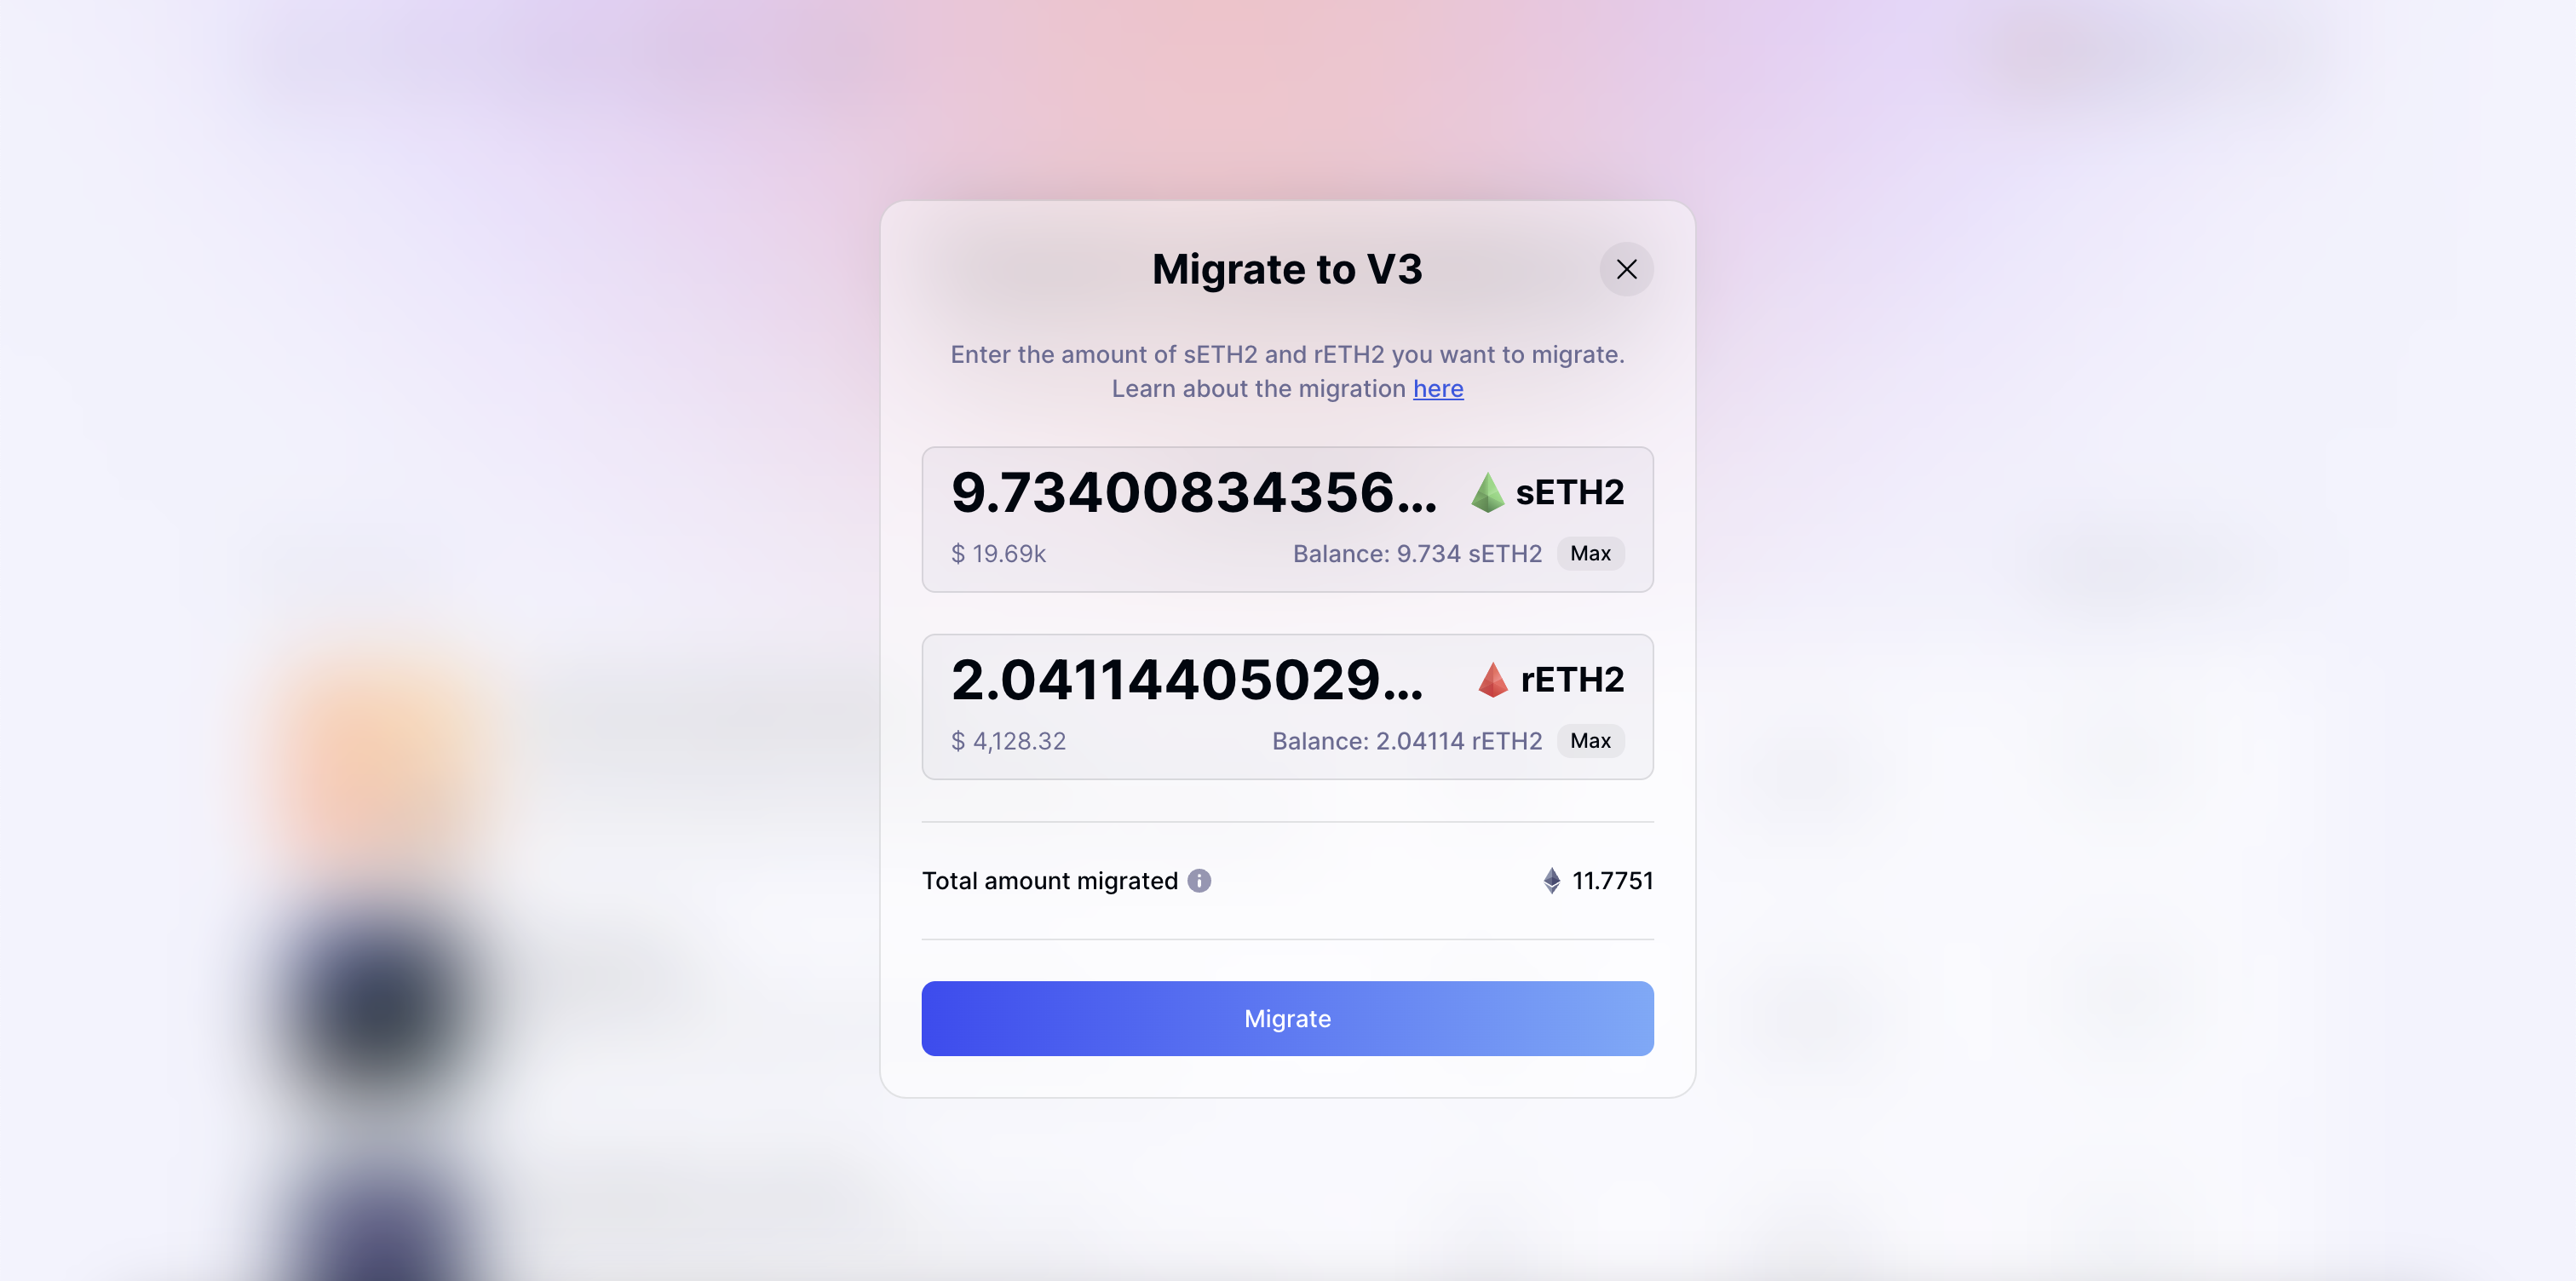 Migrate to V3
Enter the amount of sETH2 and rETH2 you want to migrate.
Learn about the migration here
9.73400834356... sETH2
$ 19.69k Balance: 9.734 sETH2 Max
2.04114405029... rETH2
$ 4,128.32 Balance: 2.04114 rETH2 Max
Total amount migrated 11.7751
Migrate